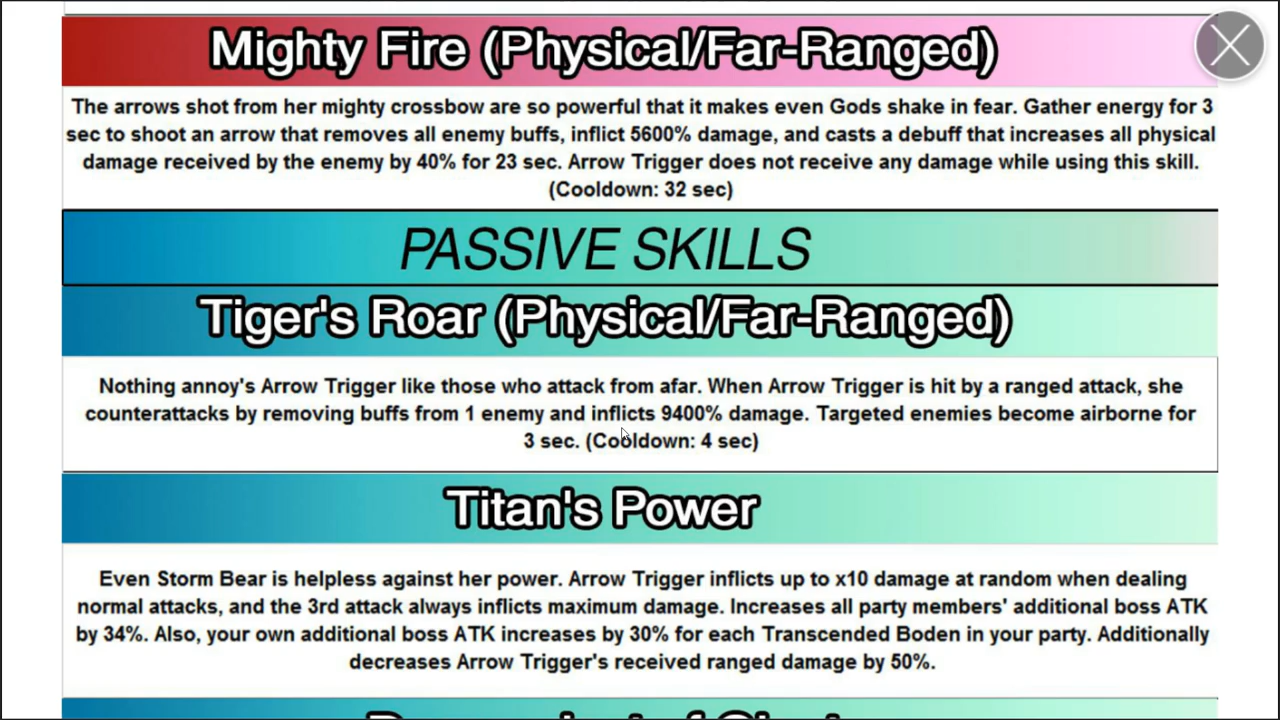 Mighty Fire (Physical/Far-Ranged)
The arrows shot from her mighty crossbow are so powerful that it makes even Gods shake in fear. Gather energy for 3
sec to shoot an arrow that removes all enemy buffs, inflict 5600% damage, and casts a debuff that increases all physical
damage received by the enemy by 40% for 23 sec. Arrow Trigger does not receive any damage while using this skill.
(Cooldown: 32 sec)
PASSIVE SKILLS
Tiger's Roar (Physical/Far-Ranged)
Nothing annoy's Arrow Trigger like those who attack from afar. When Arrow Trigger is hit by a ranged attack, she
counterattacks by removing buffs from 1 enemy and inflicts 9400% damage. Targeted enemies become airborne for
3 sec. (Cooldown: 4 sec)
Titan's Power
Even Storm Bear is helpless against her power. Arrow Trigger inflicts up to x10 damage at random when dealing
normal attacks, and the 3rd attack always inflicts maximum damage. Increases all party members' additional boss ATK
by 34%. Also, your own additional boss ATK increases by 30% for each Transcended Boden in your party. Additionally
decreases Arrow Trigger's received ranged damage by 50%.